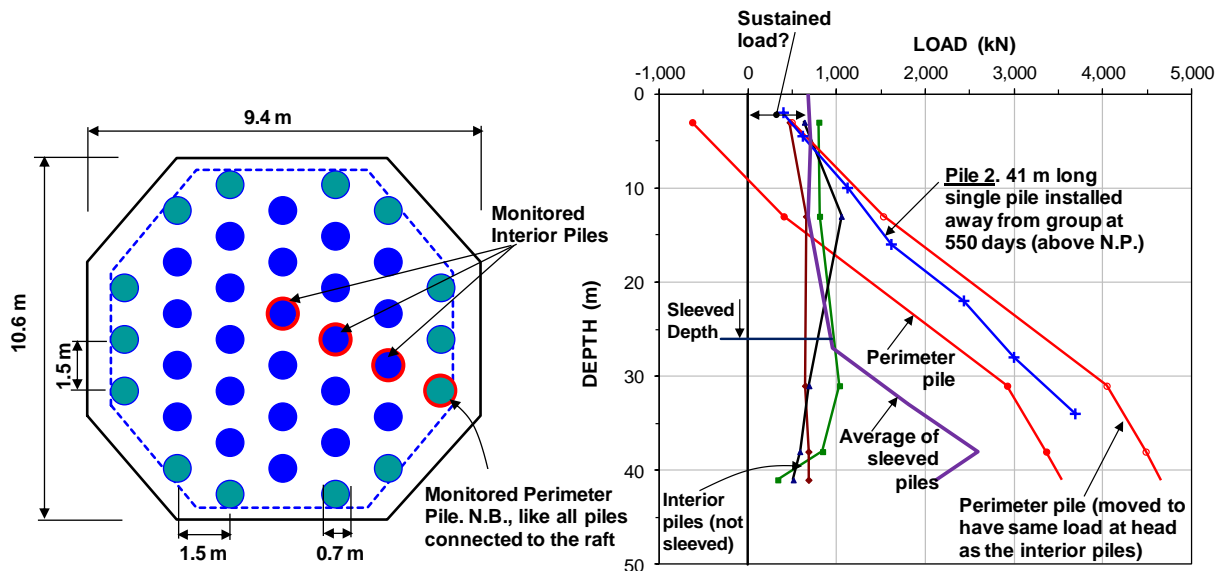 9.4 m
10.6 m
1.5 m
1.5 m
0.7 m
Monitored
Interior Piles
Monitored Perimeter
Pile. N.B., like all piles
connected to the raft
Sustained
load?
LOAD (kN)
-1,000 0 1,000 2,000 3,000 4,000 5,000
0
10
20
30
40
50
DEPTH (m)
Pile 2. 41 m long
single pile installed
away from group at
550 days (above N.P.)
Sleeved
Depth
Perimeter
pile
Average of
sleeved
piles
Interior
piles (not
sleeved)
Perimeter pile (moved to
have same load at head
as the interior piles)